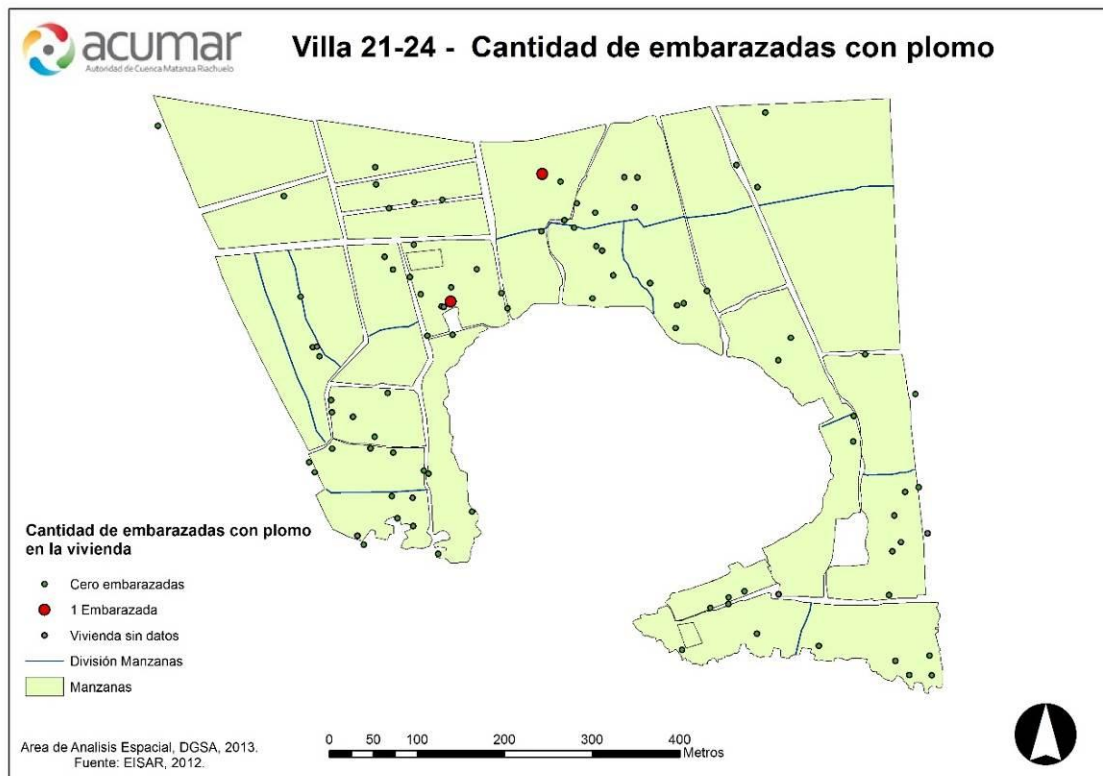 acumar
Autoridad de Cuenca Matanza Riachuelo
Villa 21-24 - Cantidad de embarazadas con plomo
Cantidad de embarazadas con plomo
en la vivienda
Cero embarazadas
1 Embarazada
Vivienda sin datos
División Manzanas
Manzanas
Area de Analisis Espacial, DGSA, 2013.
Fuente: EISAR, 2012.
0 50 100 200 300 400
Metros